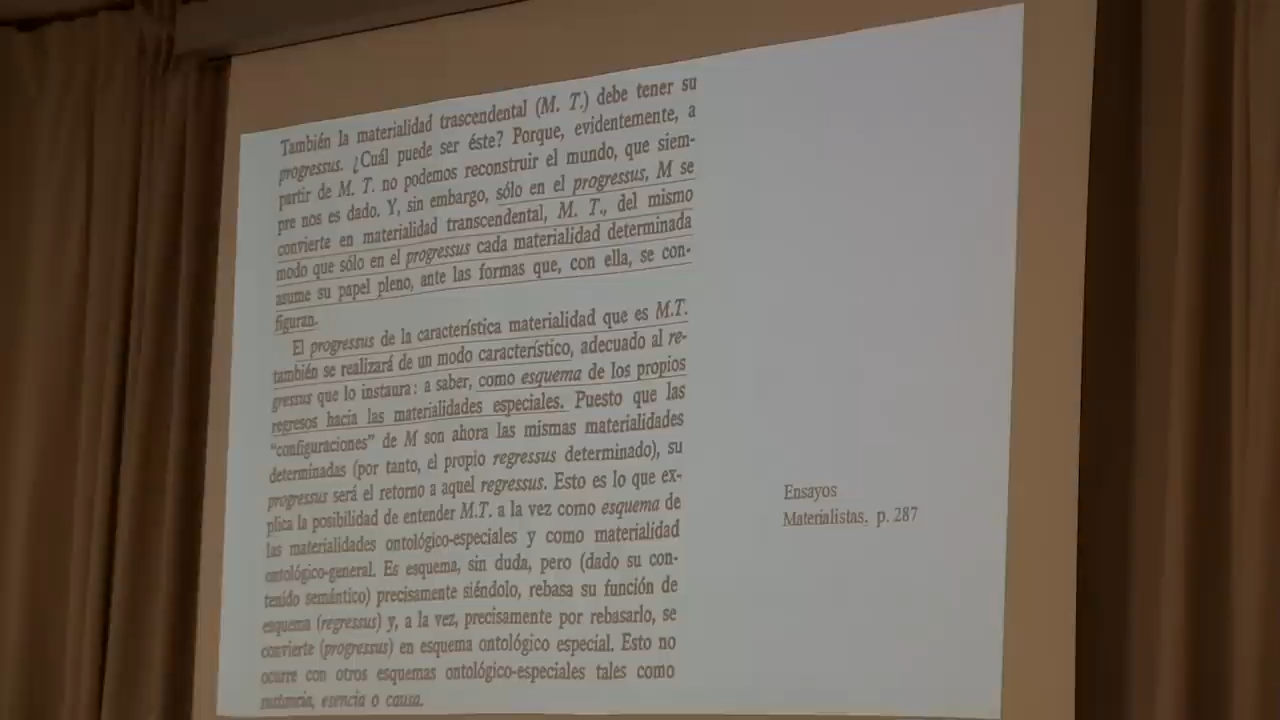 También la materialidad trascendental (M. T.) debe tener su
progressus. ¿Cuál puede ser éste? Porque, evidentemente, a
partir de M. T. no podemos reconstruir el mundo, que siem-
pre nos es dado. Y, sin embargo, sólo en el progressus, M se
convierte en materialidad transcendental, M. T., del mismo
modo que sólo en el progressus cada materialidad determinada
asume su papel pleno, ante las formas que, con ella, se con-
figuran.
El progressus de la característica materialidad que es M.T.
también se realizará de un modo característico, adecuado al re-
gressus que lo instaura: a saber, como esquema de los propios
regresos hacia las materialidades especiales. Puesto que las
"configuraciones" de M son ahora las mismas materialidades
determinadas (por tanto, el propio regressus determinado), su
progressus será el retorno a aquel regressus. Esto es lo que ex-
plica la posibilidad de entender M.T. a la vez como esquema de
las materialidades ontológico-especiales y como materialidad
ontológico-general. Es esquema, sin duda, pero (dado su con-
tenido semántico) precisamente siéndolo, rebasa su función de
esquema (regressus) y, a la vez, precisamente por rebasarlo, se
convierte (progressus) en esquema ontológico especial. Esto no
ocurre con otros esquemas ontológico-especiales tales como
sustancia, esencia o causa.
Ensayos
Materialistas, p. 287